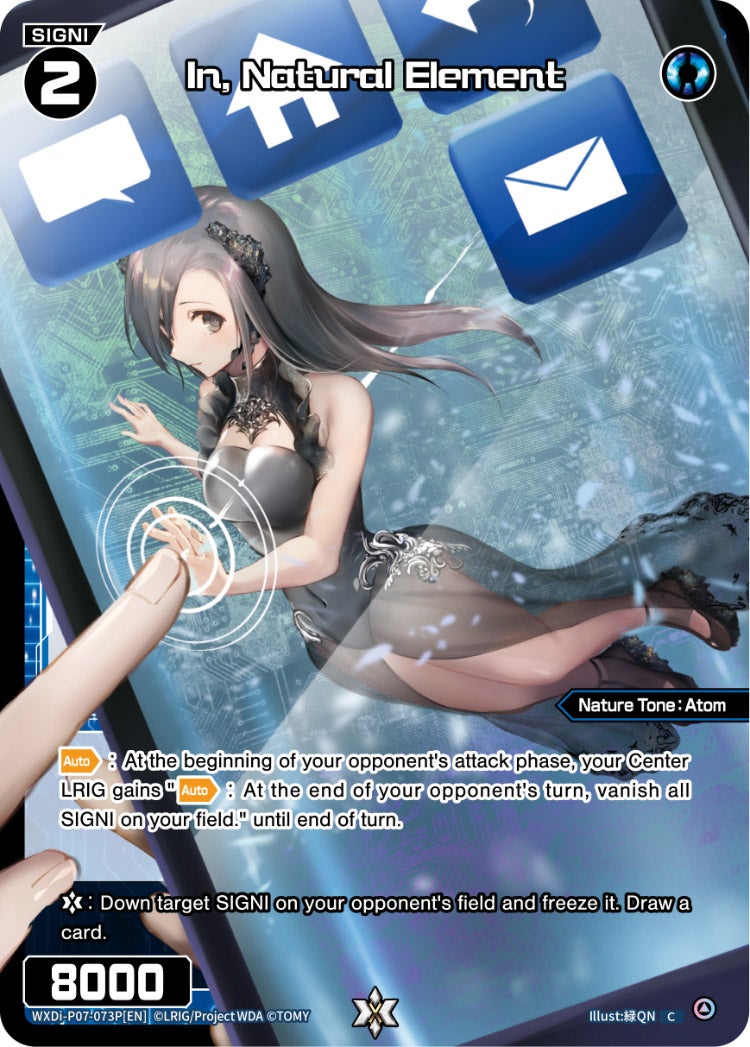 SIGNI
2
In, Natural Element
Nature Tone : Atom
Auto : At the beginning of your opponent's attack phase, your Center
LRIG gains " Auto : At the end of your opponent's turn, vanish all
SIGNI on your field." until end of turn.
: Down target SIGNI on your opponent's field and freeze it. Draw a
card.
8000
WXDi-P07-073P[EN] ©LRIG/Project WDA ©TOMY
Illust:緑QN C